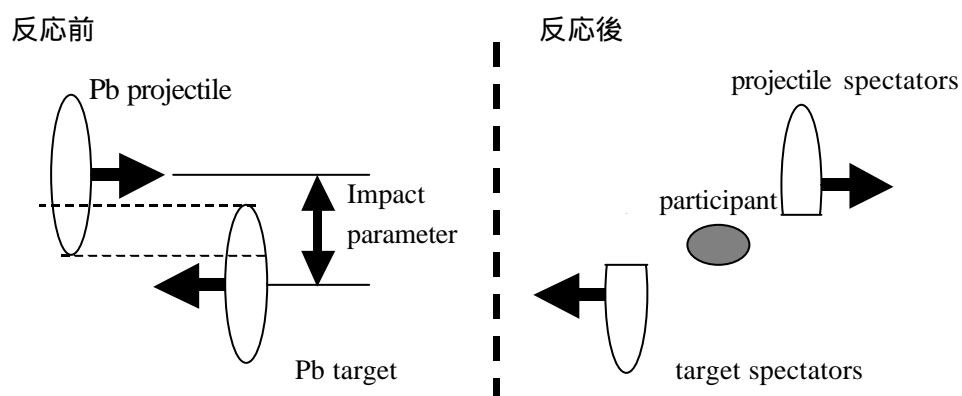 反応前
Pb projectile
Impact
parameter
Pb target
反応後
projectile spectators
participant
target spectators